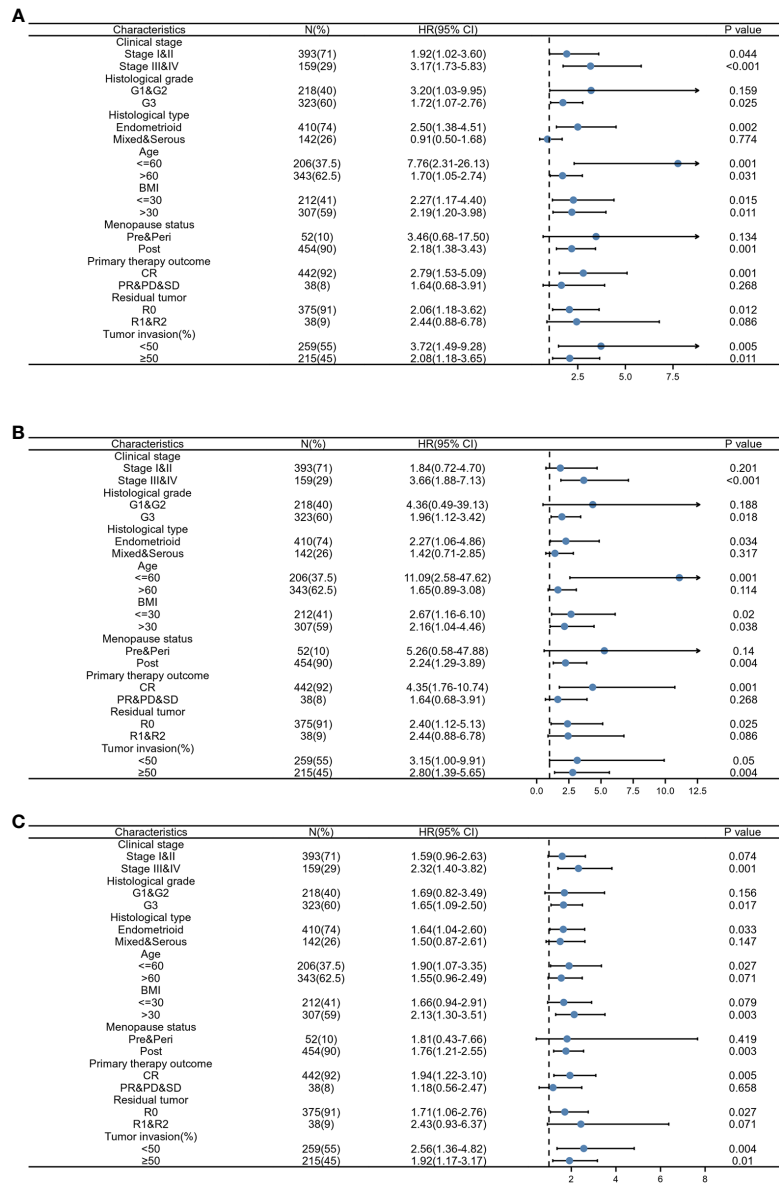 A
Characteristics N(%) HR(95% CI) P value
Clinical stage
Stage I&II 393(71) 1.92(1.02-3.60) 0.044
Stage III&IV 159(29) 3.17(1.73-5.83) <0.001
Histological grade
G1&G2 218(40) 3.20(1.03-9.95) 0.159
G3 323(60) 1.72(1.07-2.76) 0.025
Histological type
Endometrioid 410(74) 2.50(1.38-4.51) 0.002
Mixed&Serous 142(26) 0.91(0.50-1.68) 0.774
Age
<=60 206(37.5) 7.76(2.31-26.13) 0.001
>60 343(62.5) 1.70(1.05-2.74) 0.031
BMI
<=30 212(41) 2.27(1.17-4.40) 0.015
>30 307(59) 2.19(1.20-3.98) 0.011
Menopause status
Pre&Peri 52(10) 3.46(0.68-17.50) 0.134
Post 454(90) 2.18(1.38-3.43) 0.001
Primary therapy outcome
CR 442(92) 2.79(1.53-5.09) 0.001
PR&PD&SD 38(8) 1.64(0.68-3.91) 0.268
Residual tumor
R0 375(91) 2.06(1.18-3.62) 0.012
R1&R2 38(9) 2.44(0.88-6.78) 0.086
Tumor invasion(%)
<50 259(55) 3.72(1.49-9.28) 0.005
≥50 215(45) 2.08(1.18-3.65) 0.011
2.5 5.0 7.5
B
Characteristics N(%) HR(95% CI) P value
Clinical stage
Stage I&II 393(71) 1.84(0.72-4.70) 0.201
Stage III&IV 159(29) 3.66(1.88-7.13) <0.001
Histological grade
G1&G2 218(40) 4.36(0.49-39.13) 0.188
G3 323(60) 1.96(1.12-3.42) 0.018
Histological type
Endometrioid 410(74) 2.27(1.06-4.86) 0.034
Mixed&Serous 142(26) 1.42(0.71-2.85) 0.317
Age
<=60 206(37.5) 11.09(2.58-47.62) 0.001
>60 343(62.5) 1.65(0.89-3.08) 0.114
BMI
<=30 212(41) 2.67(1.16-6.10) 0.02
>30 307(59) 2.16(1.04-4.46) 0.038
Menopause status
Pre&Peri 52(10) 5.26(0.58-47.88) 0.14
Post 454(90) 2.24(1.29-3.89) 0.004
Primary therapy outcome
CR 442(92) 4.35(1.76-10.74) 0.001
PR&PD&SD 38(8) 1.64(0.68-3.91) 0.268
Residual tumor
R0 375(91) 2.40(1.12-5.13) 0.025
R1&R2 38(9) 2.44(0.88-6.78) 0.086
Tumor invasion(%)
<50 259(55) 3.15(1.00-9.91) 0.05
≥50 215(45) 2.80(1.39-5.65) 0.004
0.0 2.5 5.0 7.5 10.0 12.5
C
Characteristics N(%) HR(95% CI) P value
Clinical stage
Stage I&II 393(71) 1.59(0.96-2.63) 0.074
Stage III&IV 159(29) 2.32(1.40-3.82) 0.001
Histological grade
G1&G2 218(40) 1.69(0.82-3.49) 0.156
G3 323(60) 1.65(1.09-2.50) 0.017
Histological type
Endometrioid 410(74) 1.64(1.04-2.60) 0.033
Mixed&Serous 142(26) 1.50(0.87-2.61) 0.147
Age
<=60 206(37.5) 1.90(1.07-3.35) 0.027
>60 343(62.5) 1.55(0.96-2.49) 0.071
BMI
<=30 212(41) 1.66(0.94-2.91) 0.079
>30 307(59) 2.13(1.30-3.51) 0.003
Menopause status
Pre&Peri 52(10) 1.81(0.43-7.66) 0.419
Post 454(90) 1.76(1.21-2.55) 0.003
Primary therapy outcome
CR 442(92) 1.94(1.22-3.10) 0.005
PR&PD&SD 38(8) 1.18(0.56-2.47) 0.658
Residual tumor
R0 375(91) 1.71(1.06-2.76) 0.027
R1&R2 38(9) 2.43(0.93-6.37) 0.071
Tumor invasion(%)
<50 259(55) 2.56(1.36-4.82) 0.004
≥50 215(45) 1.92(1.17-3.17) 0.01
2 4 6 8